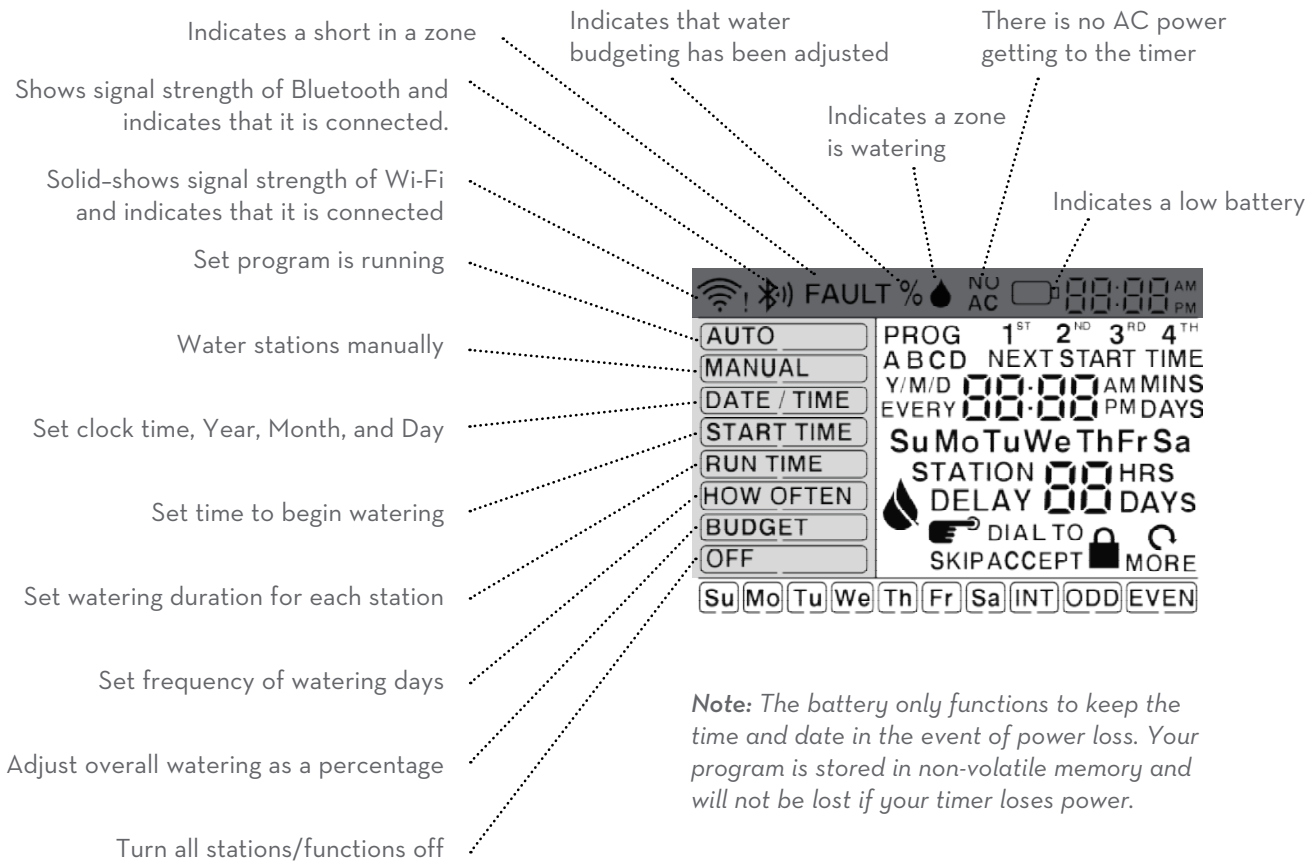 Indicates a short in a zone
Indicates that water
budgeting has been adjusted
There is no AC power
getting to the timer
Shows signal strength of Bluetooth and
indicates that it is connected.
Indicates a zone
is watering
Solid–shows signal strength of Wi-Fi
and indicates that it is connected
Indicates a low battery
Set program is running
Water stations manually
Set clock time, Year, Month, and Day
Set time to begin watering
Set watering duration for each station
Set frequency of watering days
Adjust overall watering as a percentage
Turn all stations/functions off
! FAULT % NO AC 88:88 AM PM
AUTO
MANUAL
DATE / TIME
START TIME
RUN TIME
HOW OFTEN
BUDGET
OFF
PROG 1ST 2ND 3RD 4TH
A B C D NEXT START TIME
Y/M/D 88:88 AM MINS
EVERY PM DAYS
Su Mo Tu We Th Fr Sa
STATION 88 HRS
DELAY DAYS
DIAL TO
SKIP ACCEPT MORE
Su Mo Tu We Th Fr Sa INT ODD EVEN
Note: The battery only functions to keep the
time and date in the event of power loss. Your
program is stored in non-volatile memory and
will not be lost if your timer loses power.